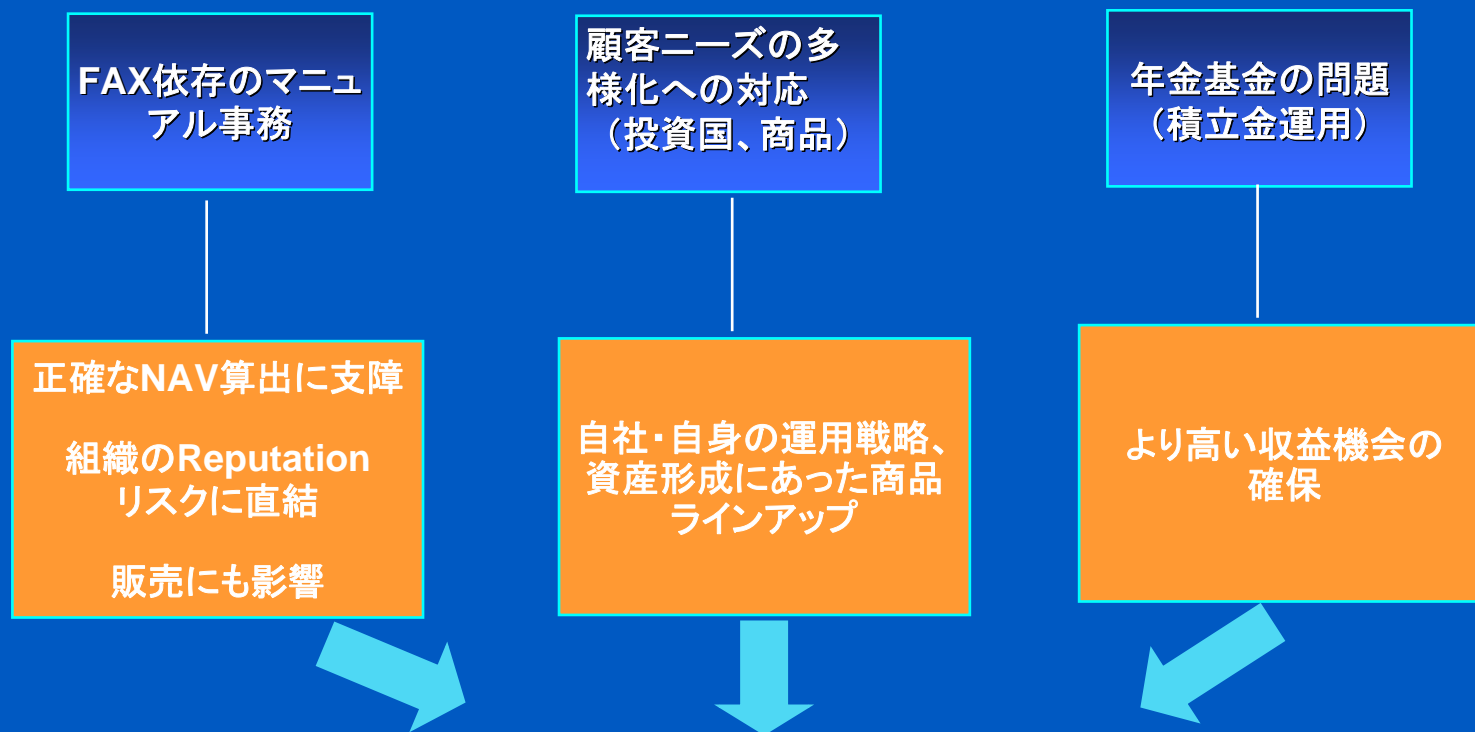 FAX依存のマニュ
アル事務
顧客ニーズの多
様化への対応
（投資国、商品）
年金基金の問題
（積立金運用）
正確なNAV算出に支障
組織のReputation
リスクに直結
販売にも影響
自社・自身の運用戦略、
資産形成にあった商品
ラインアップ
より高い収益機会の
確保